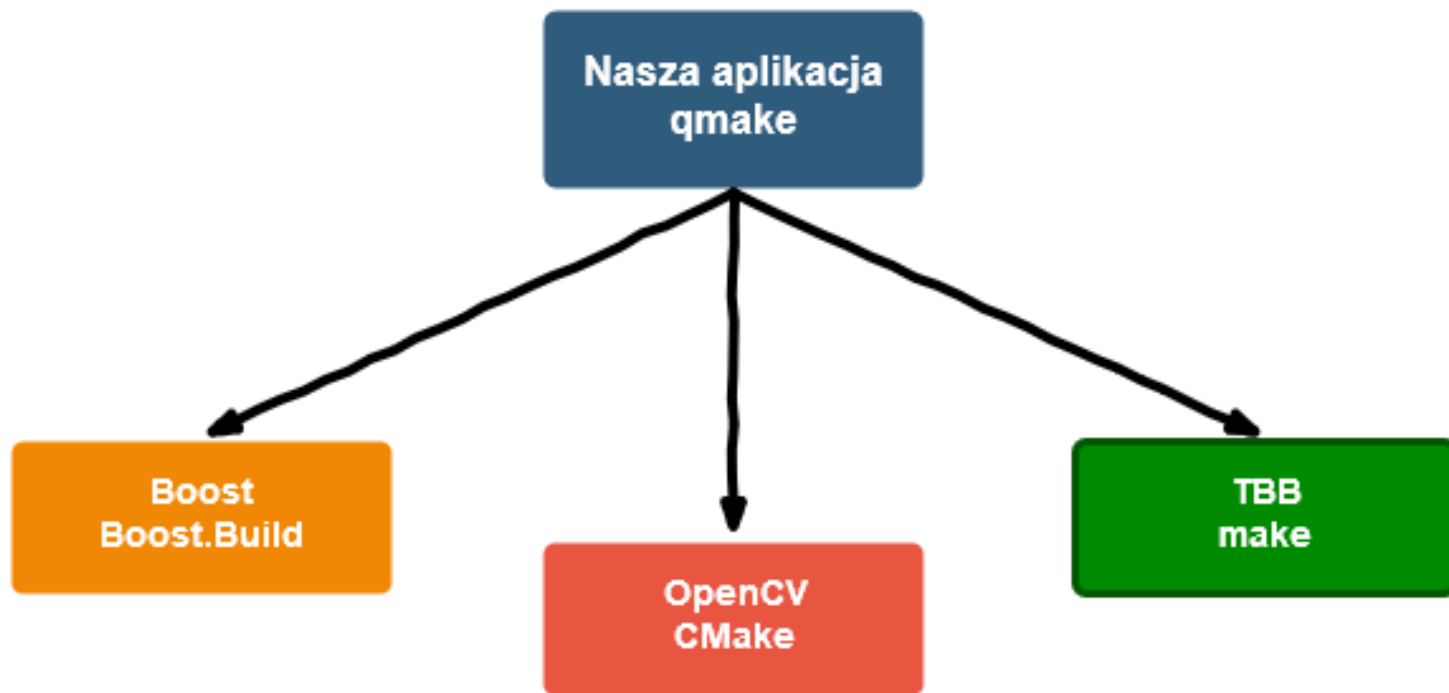 Nasza aplikacja
qmake
Boost
Boost.Build
OpenCV
CMake
TBB
make